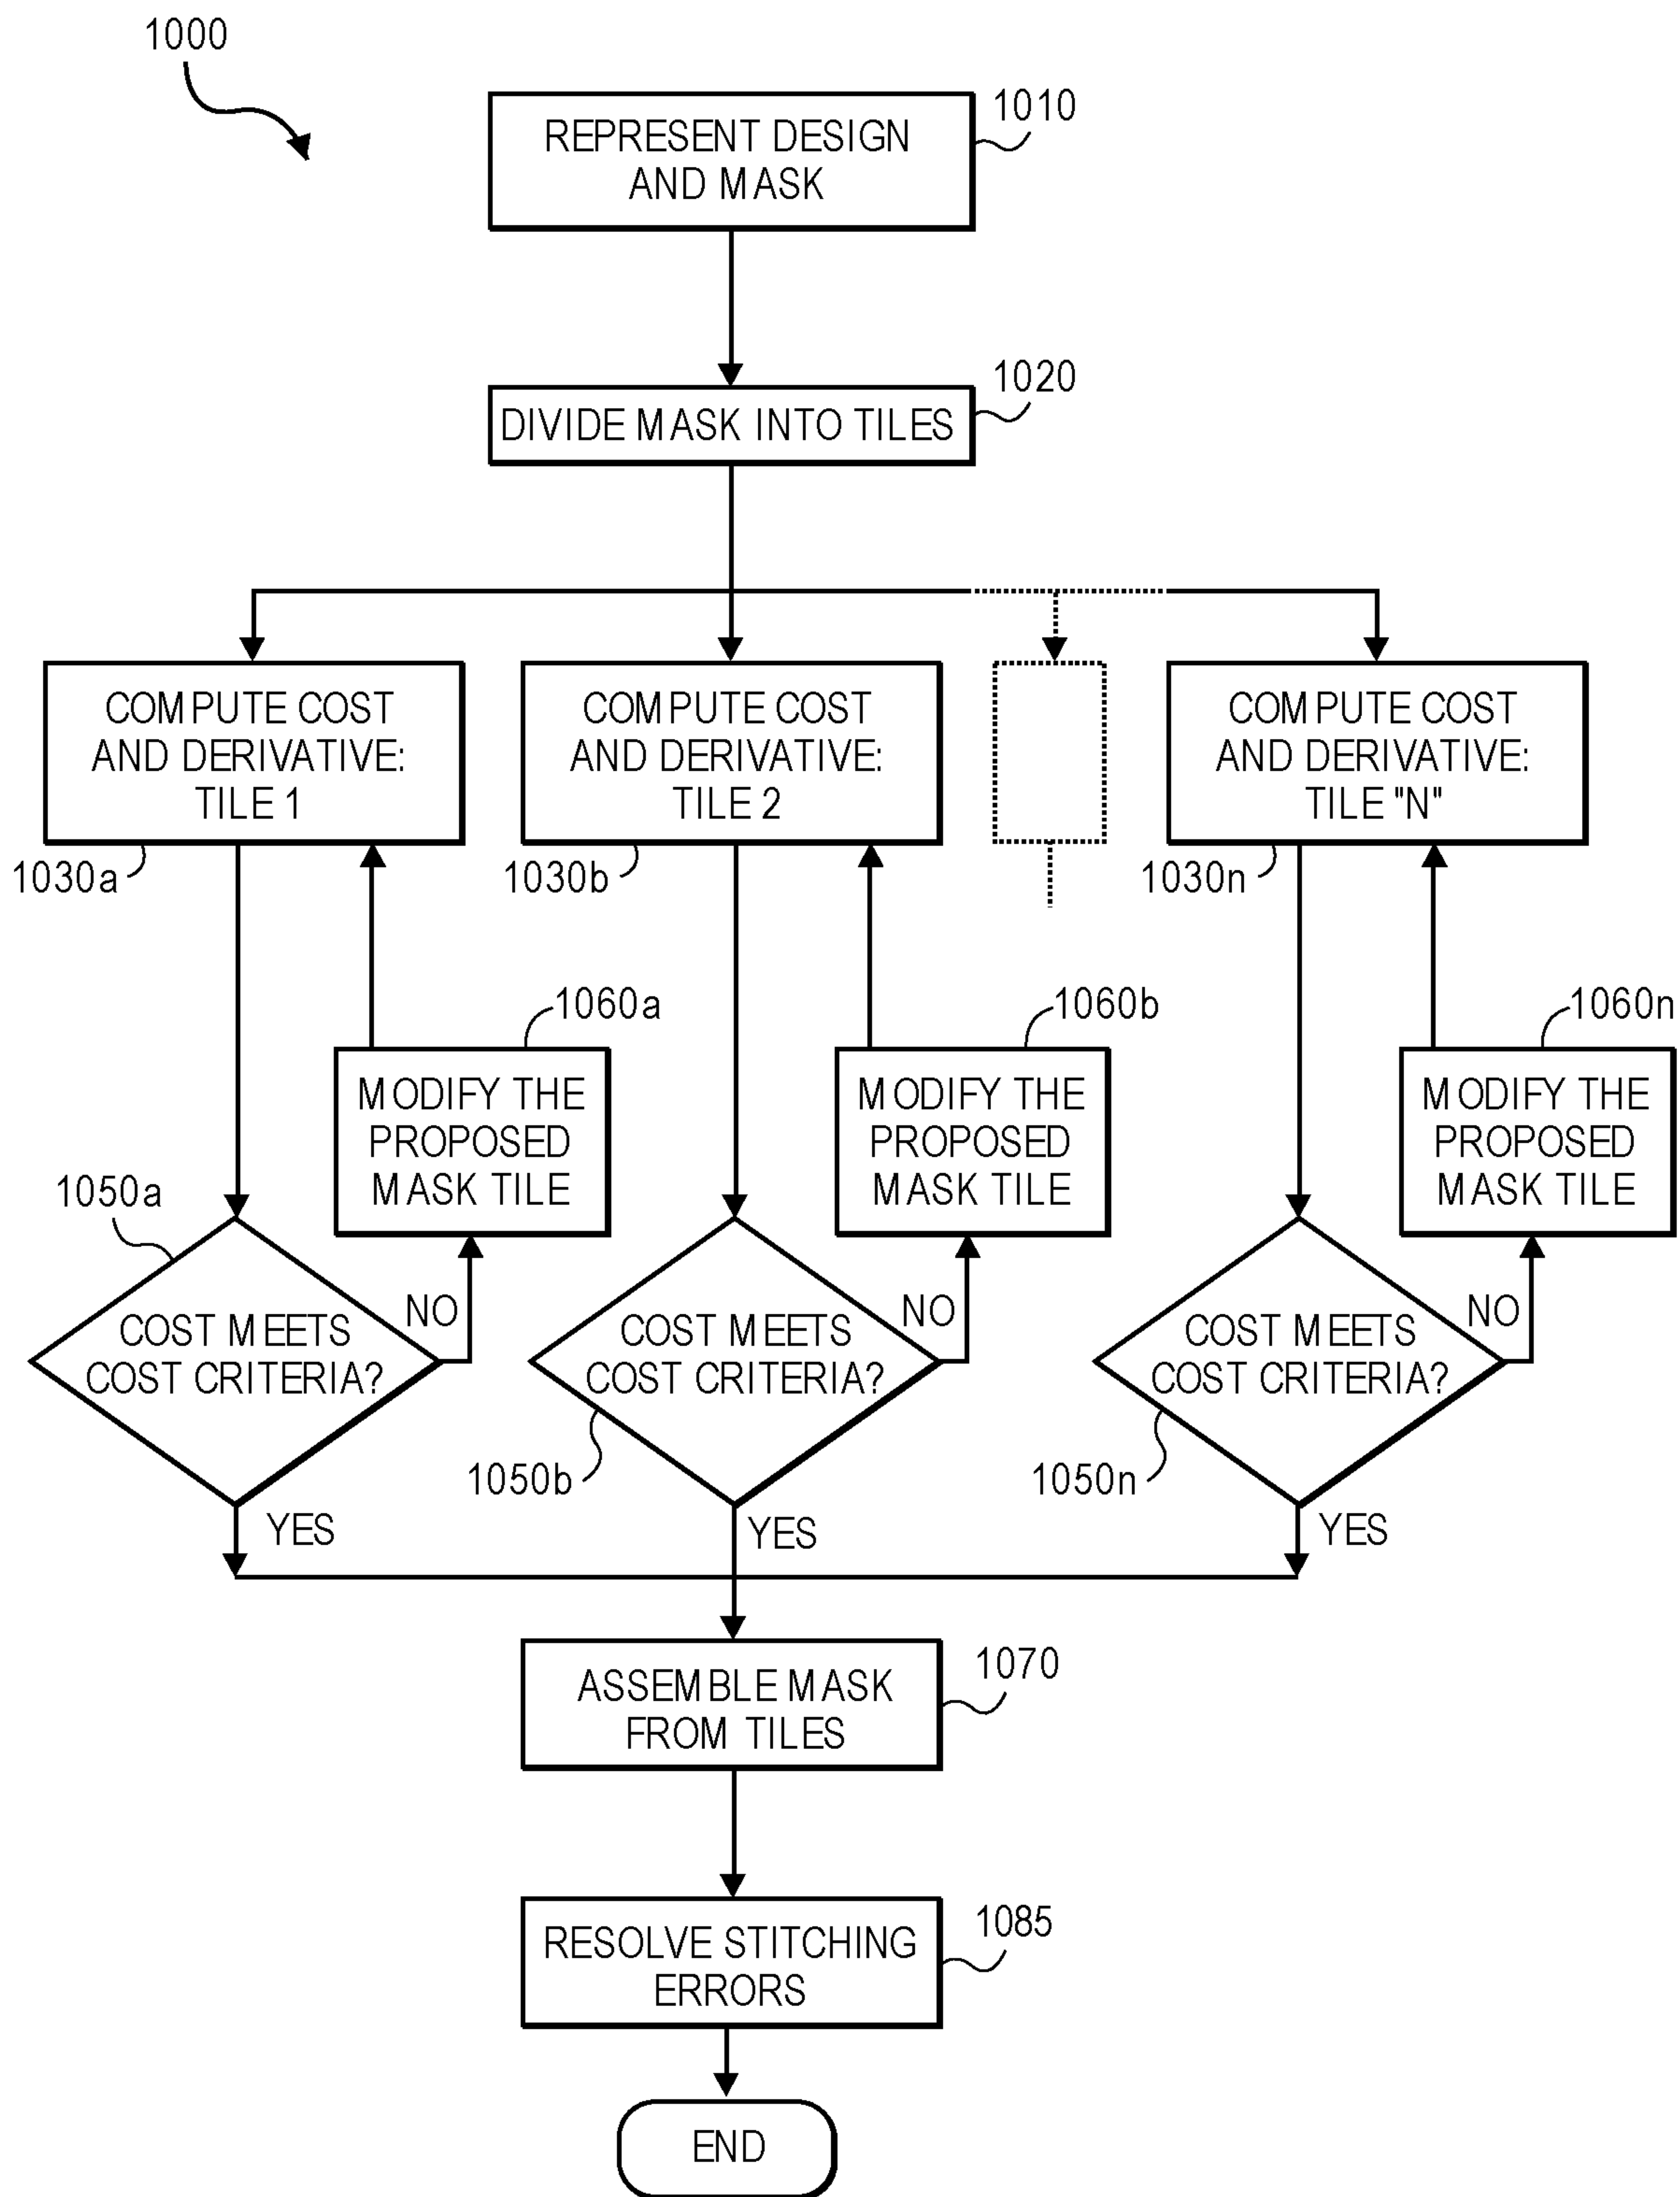 1000
REPRESENT DESIGN
AND MASK
1010
DIVIDE MASK INTO TILES
1020
COMPUTE COST
AND DERIVATIVE:
TILE 1
1030a
COMPUTE COST
AND DERIVATIVE:
TILE 2
1030b
COMPUTE COST
AND DERIVATIVE:
TILE "N"
1030n
1060a
MODIFY THE
PROPOSED
MASK TILE
1060b
MODIFY THE
PROPOSED
MASK TILE
1060n
MODIFY THE
PROPOSED
MASK TILE
1050a
COST MEETS
COST CRITERIA?
NO
YES
1050b
COST MEETS
COST CRITERIA?
NO
YES
1050n
COST MEETS
COST CRITERIA?
NO
YES
ASSEMBLE MASK
FROM TILES
1070
RESOLVE STITCHING
ERRORS
1085
END